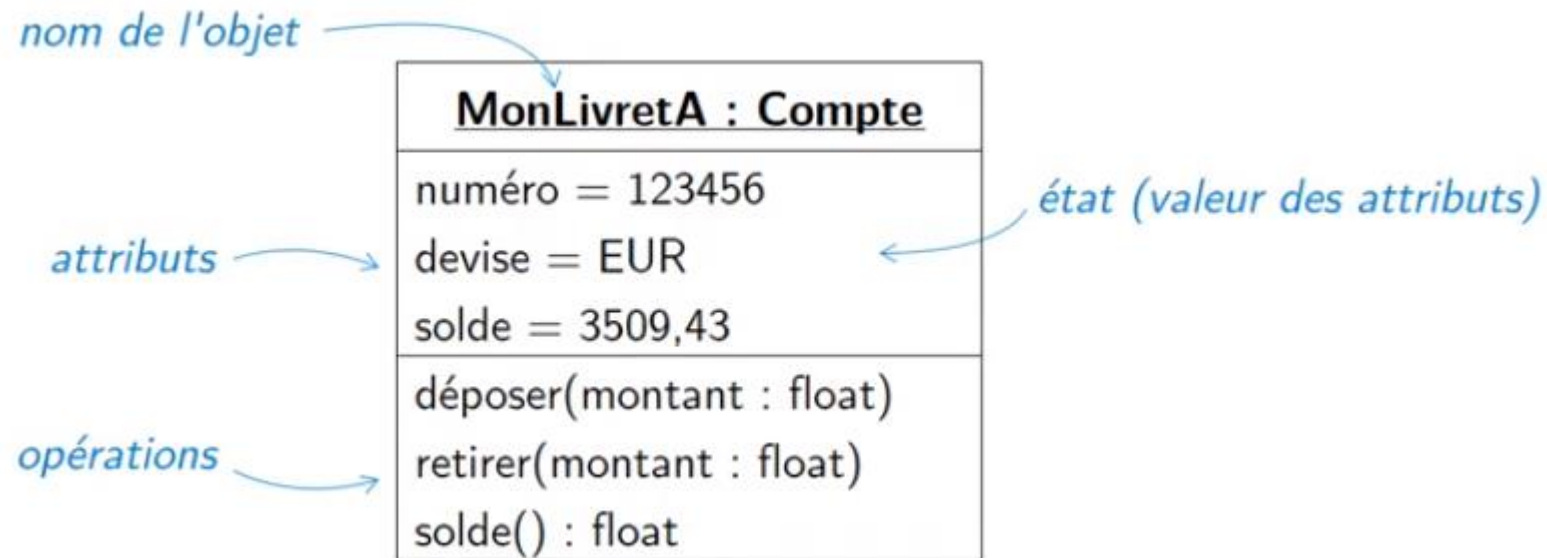 nom de l'objet
MonLivretA : Compte
numéro = 123456
état (valeur des attributs)
attributs
devise = EUR
solde = 3509,43
déposer(montant : float)
opérations
retirer(montant : float)
solde() : float